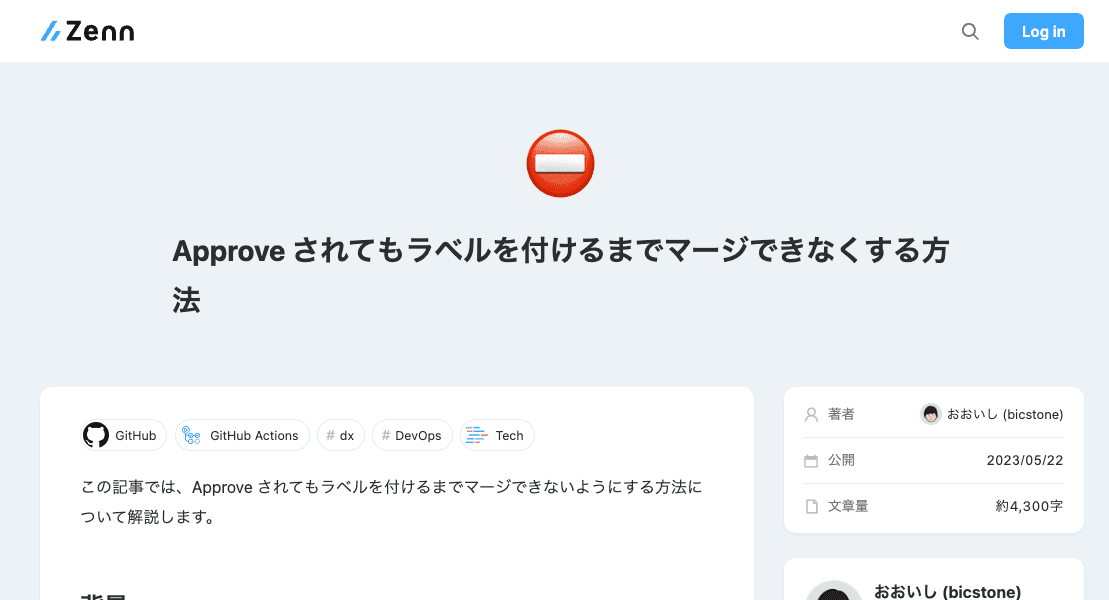 Zenn
Log in
Approve されてもラベルを付けるまでマージできなくする方
法
GitHub
GitHub Actions
# dx
# DevOps
Tech
この記事では、Approve されてもラベルを付けるまでマージできないようにする方法に
ついて解説します。
背景
著者
おおいし (bicstone)
公開
2023/05/22
文章量
約4,300字
おおいし (bicstone)